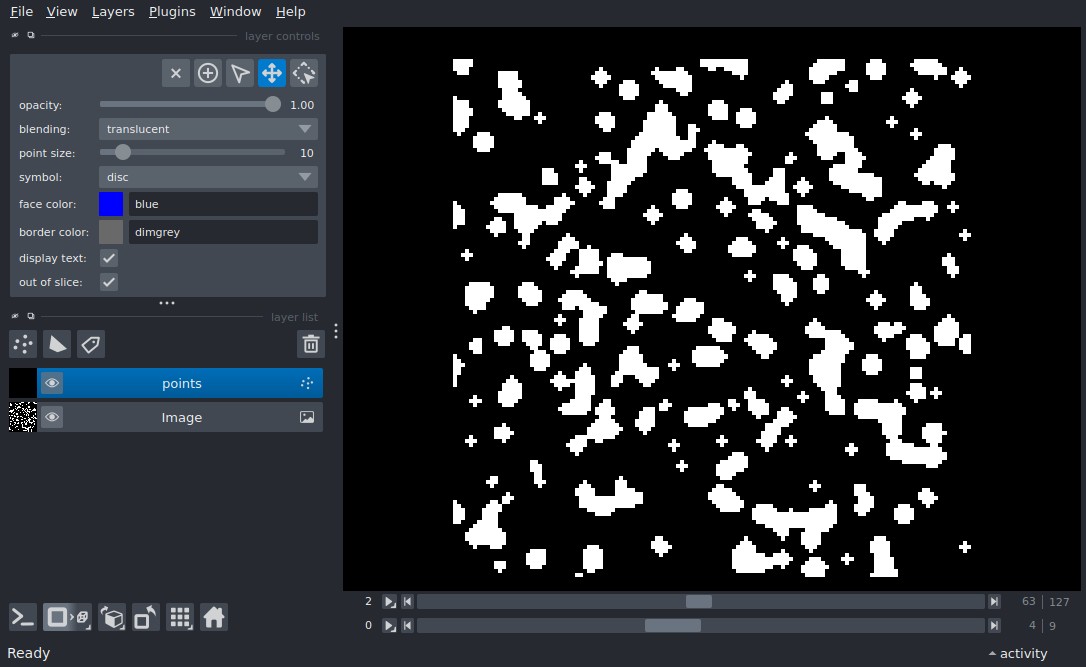 File View Layers Plugins Window Help
layer controls
opacity: 1.00
blending: translucent
point size: 10
symbol: disc
face color: blue
border color: dimgrey
display text:
out of slice:
layer list
points
Image
2 63 | 127
0 4 | 9
Ready activity